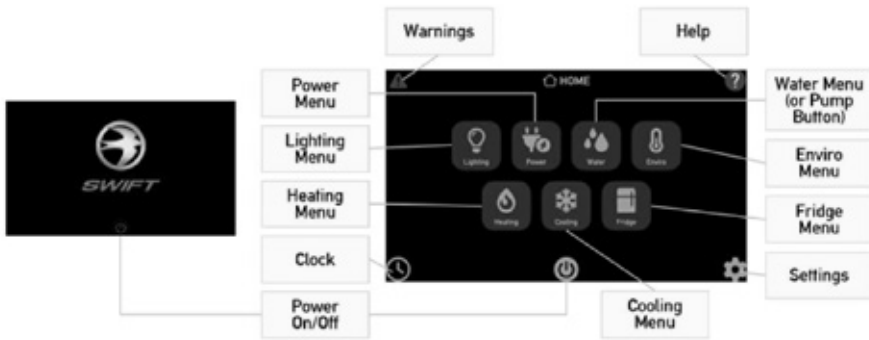 Warnings
Help
Power
Menu
HOME
?
Water Menu
(or Pump
Button)
Lighting
Menu
Lighting
Power
Water
Enviro
Enviro
Menu
SWIFT
Heating
Menu
Heating
Cooling
Fridge
Fridge
Menu
Clock
Settings
Power
On/Off
Cooling
Menu